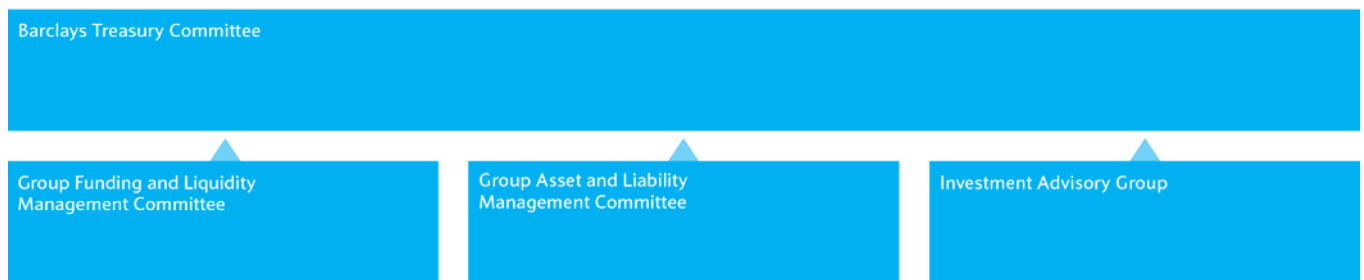 Barclays Treasury Committee
Group Funding and Liquidity
Management Committee
Group Asset and Liability
Management Committee
Investment Advisory Group